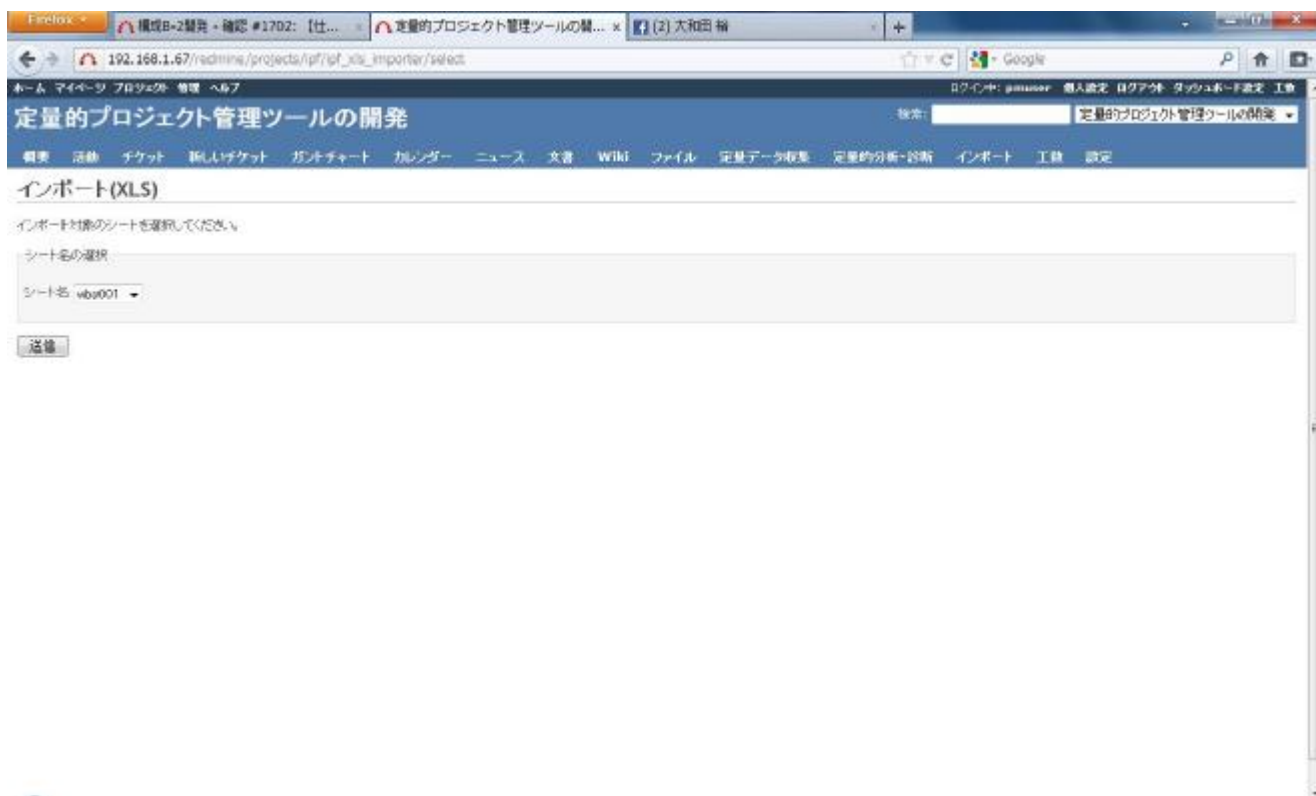 Firefox
構成B-2開発 - 確認 #1702: 【仕... 定量的プロジェクト管理ツールの開... × (2) 大和田 裕 +
192.168.1.67/redmine/projects/ipf/ipf_xls_importer/select Google
ホーム マイページ プロジェクト 管理 ヘルプ ログイン中: pmuser 個人設定 ログアウト ダッシュボード設定 工数
定量的プロジェクト管理ツールの開発 検索: 定量的プロジェクト管理ツールの開発
概要 活動 チケット 新しいチケット ガントチャート カレンダー ニュース 文書 Wiki ファイル 定量データ収集 定量的分析・診断 インポート 工数 設定
インポート(XLS)
インポート対象のシートを選択してください。
シート名の選択
シート名 wbs001
送信